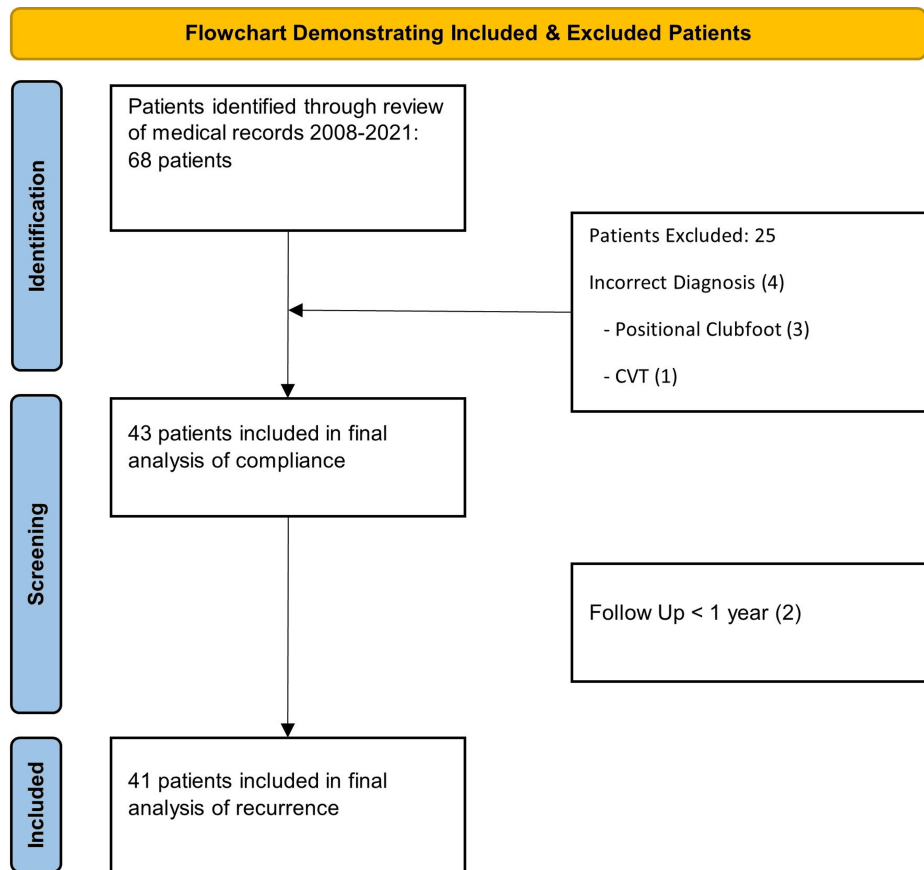 Flowchart Demonstrating Included & Excluded Patients
Identification
Patients identified through review
of medical records 2008-2021:
68 patients
Patients Excluded: 25
Incorrect Diagnosis (4)
- Positional Clubfoot (3)
- CVT (1)
Screening
43 patients included in final
analysis of compliance
Follow Up < 1 year (2)
Included
41 patients included in final
analysis of recurrence